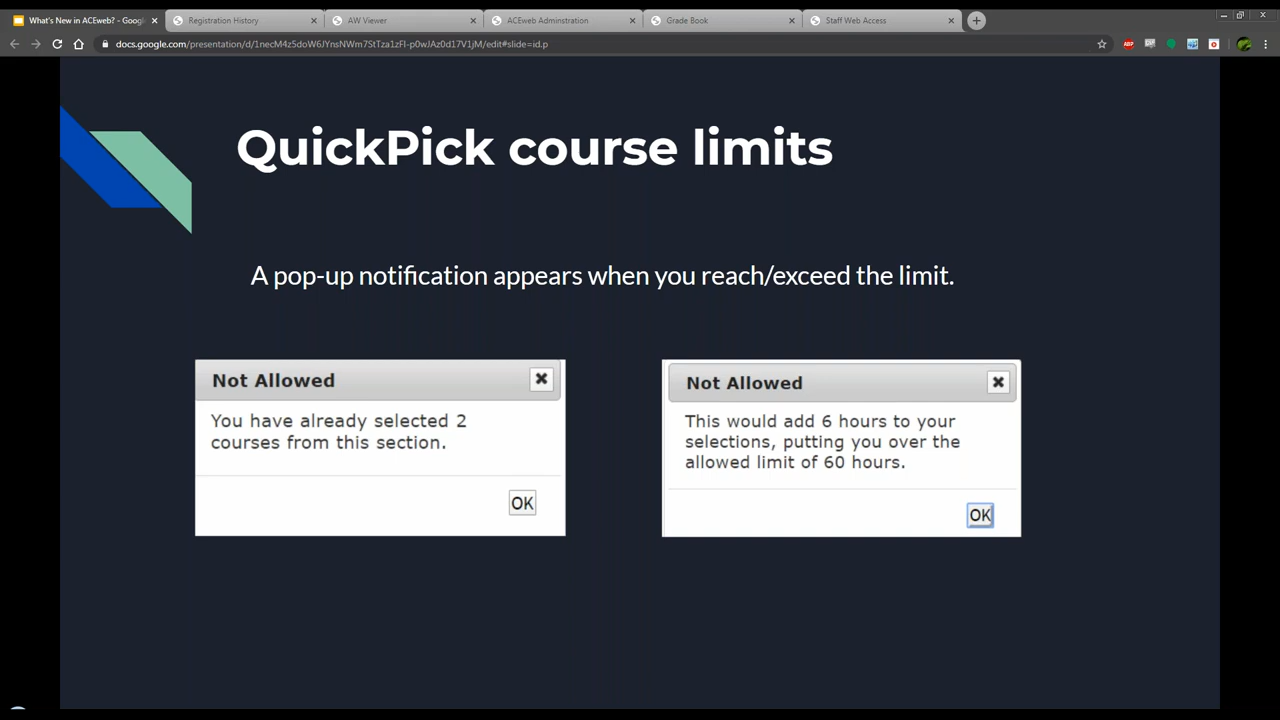 What's New in ACEweb? - Googl
Registration History
AW Viewer
ACEweb Adminstration
Grade Book
Staff Web Access
docs.google.com/presentation/d/1necM4zSdoW6JYnsNWm7StTza1zFI-p0wJAz0d17V1jM/edit#slide=id.p
ABP
QuickPick course limits
A pop-up notification appears when you reach/exceed the limit.
Not Allowed
You have already selected 2
courses from this section.
OK
Not Allowed
This would add 6 hours to your
selections, putting you over the
allowed limit of 60 hours.
OK